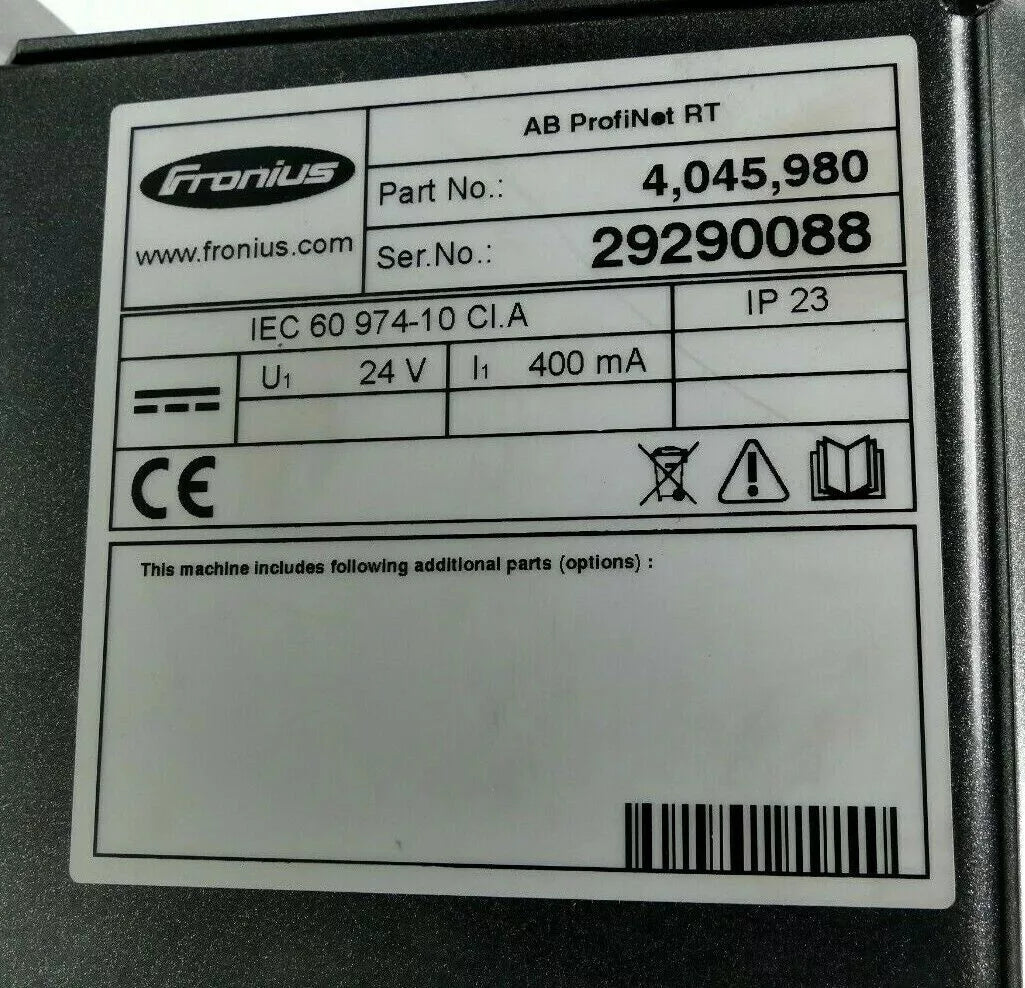 Fronius
www.fronius.com
AB ProfiNet RT
Part No.: 4,045,980
Ser.No.: 29290088
IEC 60 974-10 Cl.A
IP 23
U1 24 V
I1 400 mA
CE
This machine includes following additional parts (options) :